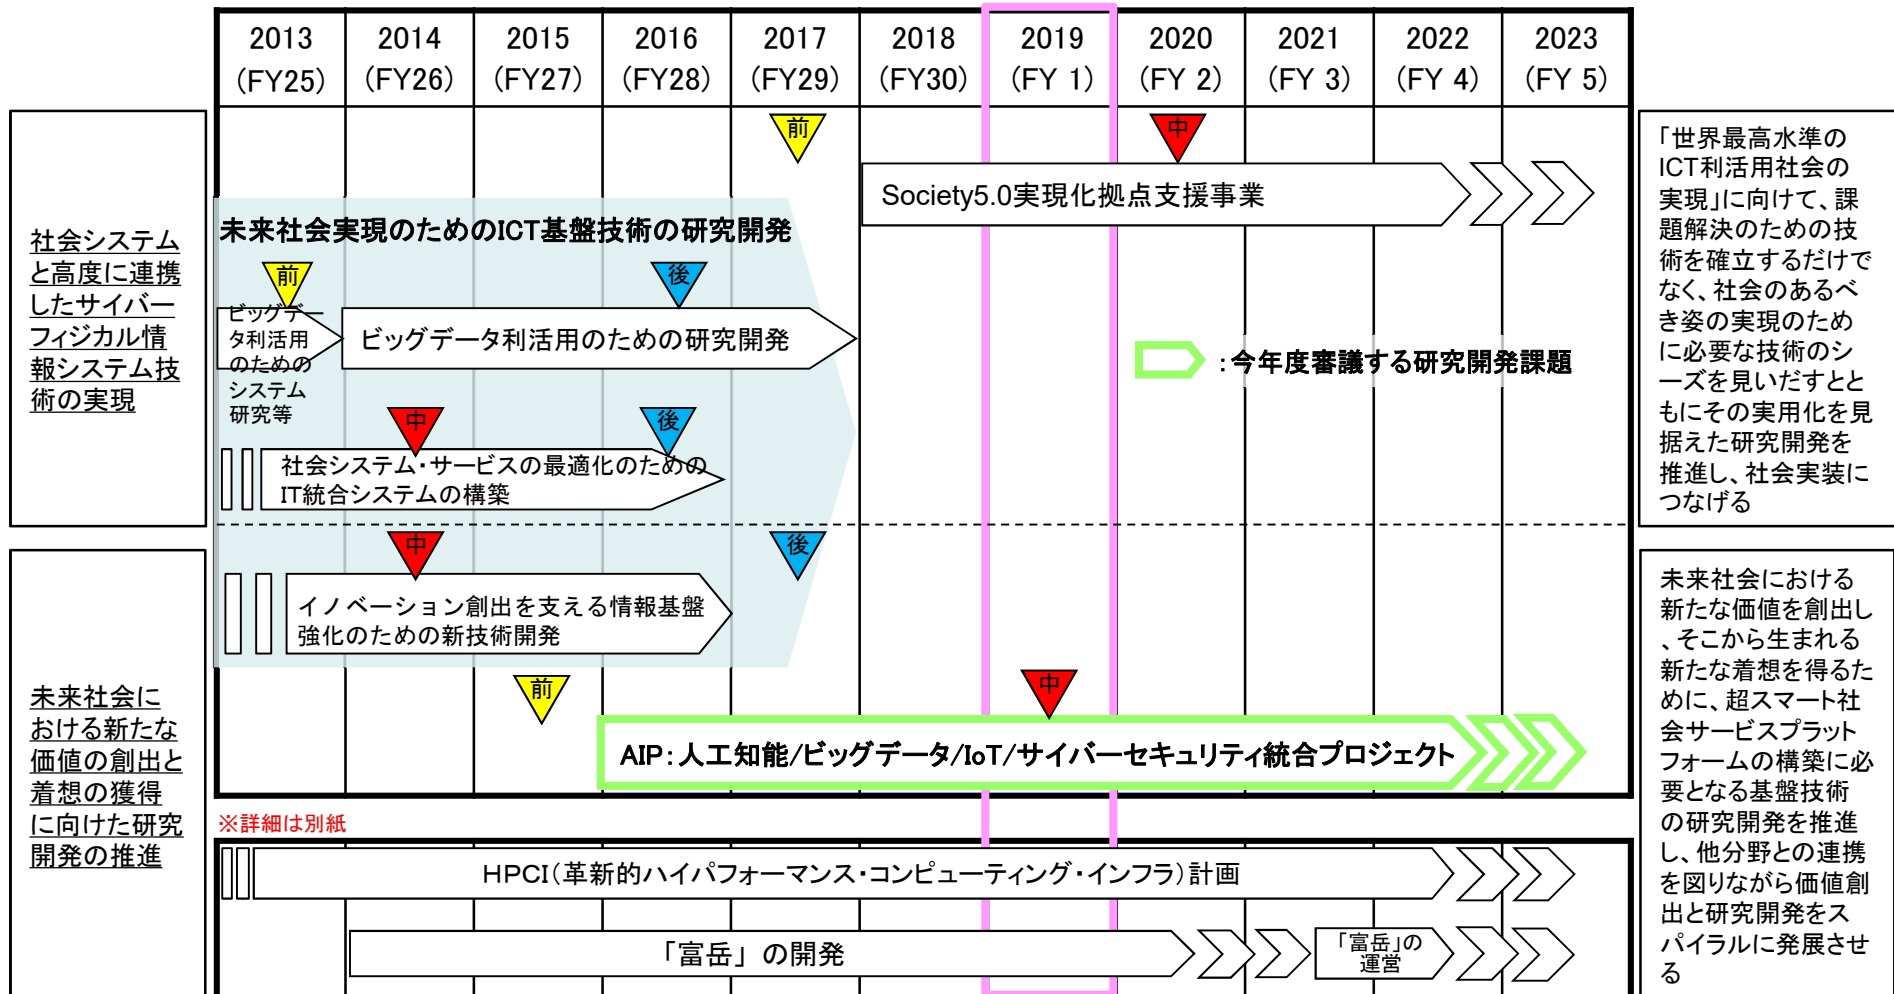 2013
(FY25)
2014
(FY26)
2015
(FY27)
2016
(FY28)
2017
(FY29)
2018
(FY30)
2019
(FY 1)
2020
(FY 2)
2021
(FY 3)
2022
(FY 4)
2023
(FY 5)
社会システム
と高度に連携
したサイバー
フィジカル情
報システム技
術の実現
前
中
Society5.0実現化拠点支援事業
未来社会実現のためのICT基盤技術の研究開発
前
後
ビッグデー
タ利活用
のための
システム
研究等
ビッグデータ利活用のための研究開発
:今年度審議する研究開発課題
中
後
社会システム・サービスの最適化のための
IT統合システムの構築
「世界最高水準の
ICT利活用社会の
実現」に向けて、課
題解決のための技
術を確立するだけで
なく、社会のあるべ
き姿の実現のため
に必要な技術のシ
ーズを見いだすとと
もにその実用化を見
据えた研究開発を
推進し、社会実装に
つなげる
未来社会に
おける新たな
価値の創出と
着想の獲得
に向けた研究
開発の推進
中
後
イノベーション創出を支える情報基盤
強化のための新技術開発
前
中
AIP:人工知能/ビッグデータ/IoT/サイバーセキュリティ統合プロジェクト
※詳細は別紙
HPCI(革新的ハイパフォーマンス・コンピューティング・インフラ)計画
「富岳」の開発
「富岳」の
運営
未来社会における
新たな価値を創出し
、そこから生まれる
新たな着想を得るた
めに、超スマート社
会サービスプラット
フォームの構築に必
要となる基盤技術
の研究開発を推進
し、他分野との連携
を図りながら価値創
出と研究開発をス
パイラルに発展させ
る